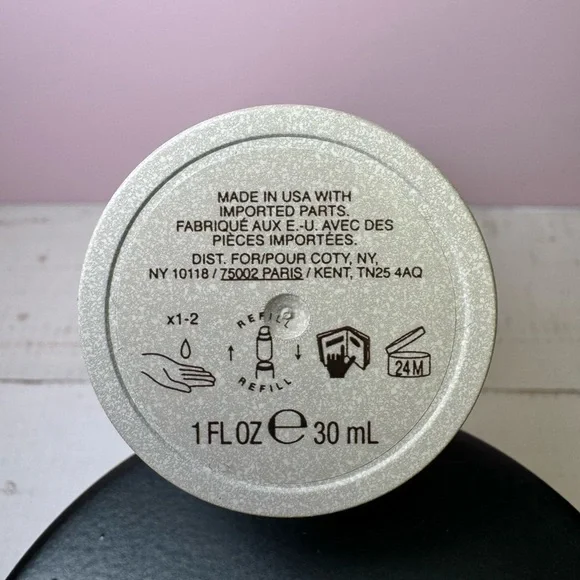 MADE IN USA WITH
IMPORTED PARTS.
FABRIQUÉ AUX E.-U. AVEC DES
PIÈCES IMPORTÉES.
DIST. FOR/POUR COTY, NY,
NY 10118 / 75002 PARIS / KENT, TN25 4AQ
x1-2
REFILL
REFILL
24M
1 FL OZ ℮ 30 mL